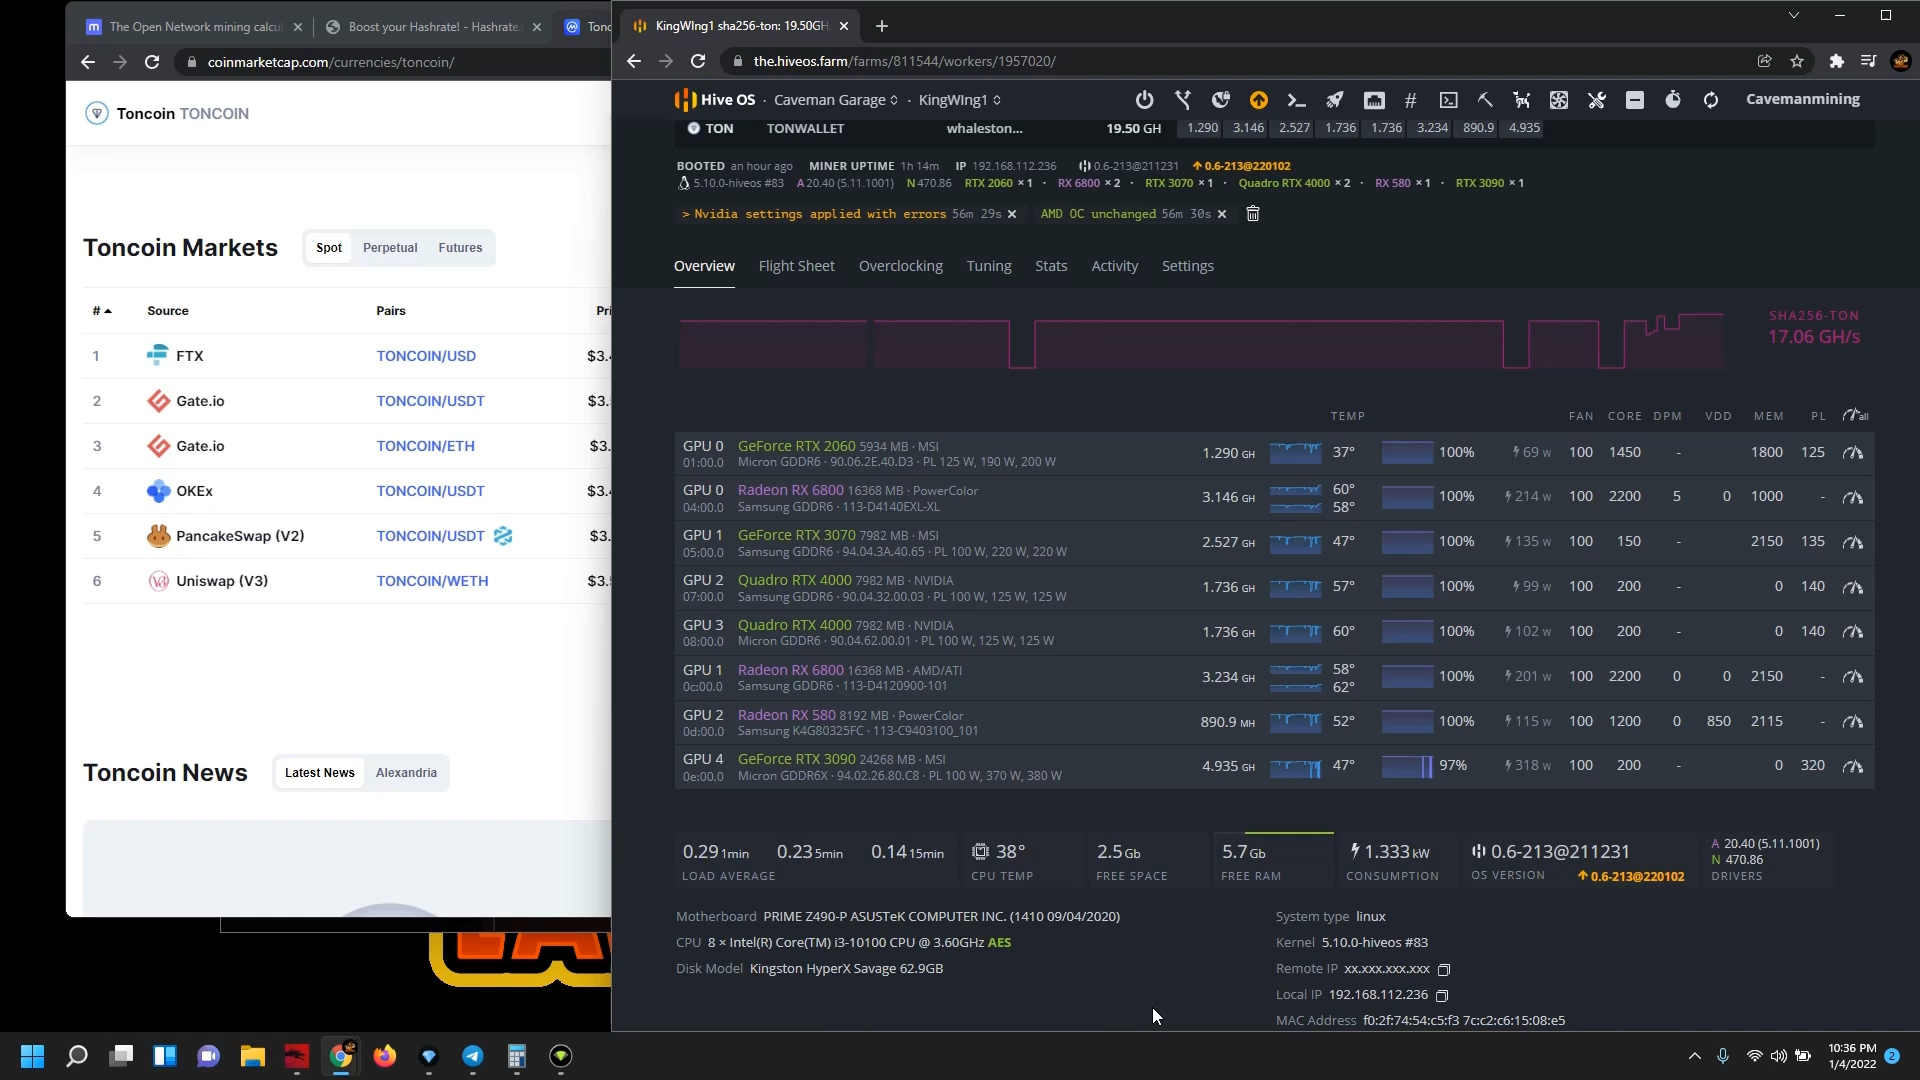 The Open Network mining calcu
Boost your Hashrate! - Hashrate.
Tonc
coinmarketcap.com/currencies/toncoin/
Toncoin TONCOIN
Toncoin Markets
Spot
Perpetual
Futures
# Source Pairs Pri
1 FTX TONCOIN/USD $3.4
2 Gate.io TONCOIN/USDT $3.
3 Gate.io TONCOIN/ETH $3.
4 OKEx TONCOIN/USDT $3.4
5 PancakeSwap (V2) TONCOIN/USDT $3.
6 Uniswap (V3) TONCOIN/WETH $3.
Toncoin News
Latest News
Alexandria
KingWIng1 sha256-ton: 19.50GH
the.hiveos.farm/farms/811544/workers/1957020/
Hive OS · Caveman Garage · KingWIng1
Cavemanmining
TON TONWALLET whaleston... 19.50 GH 1.290 3.146 2.527 1.736 1.736 3.234 890.9 4.935
BOOTED an hour ago MINER UPTIME 1h 14m IP 192.168.112.236 0.6-213@211231 0.6-213@220102
5.10.0-hiveos #83 A 20.40 (5.11.1001) N 470.86 RTX 2060 × 1 · RX 6800 × 2 · RTX 3070 × 1 · Quadro RTX 4000 × 2 · RX 580 × 1 · RTX 3090 × 1
> Nvidia settings applied with errors 56m 29s
AMD OC unchanged 56m 30s
Overview Flight Sheet Overclocking Tuning Stats Activity Settings
SHA256-TON
17.06 GH/s
TEMP FAN CORE DPM VDD MEM PL all
GPU 0 GeForce RTX 2060 5934 MB · MSI 1.290 GH 37° 100% 69 W 100 1450 - 1800 125
01:00.0 Micron GDDR6 · 90.06.2E.40.D3 · PL 125 W, 190 W, 200 W
GPU 0 Radeon RX 6800 16368 MB · PowerColor 3.146 GH 60° 100% 214 W 100 2200 5 0 1000 -
04:00.0 Samsung GDDR6 · 113-D4140EXL-XL 58°
GPU 1 GeForce RTX 3070 7982 MB · MSI 2.527 GH 47° 100% 135 W 100 150 - 2150 135
05:00.0 Samsung GDDR6 · 94.04.3A.40.65 · PL 100 W, 220 W, 220 W
GPU 2 Quadro RTX 4000 7982 MB · NVIDIA 1.736 GH 57° 100% 99 W 100 200 - 0 140
07:00.0 Samsung GDDR6 · 90.04.32.00.03 · PL 100 W, 125 W, 125 W
GPU 3 Quadro RTX 4000 7982 MB · NVIDIA 1.736 GH 60° 100% 102 W 100 200 - 0 140
08:00.0 Micron GDDR6 · 90.04.62.00.01 · PL 100 W, 125 W, 125 W
GPU 1 Radeon RX 6800 16368 MB · AMD/ATI 3.234 GH 58° 100% 201 W 100 2200 0 0 2150 -
0c:00.0 Samsung GDDR6 · 113-D4120900-101 62°
GPU 2 Radeon RX 580 8192 MB · PowerColor 890.9 MH 52° 100% 115 W 100 1200 0 850 2115 -
0d:00.0 Samsung K4G80325FC · 113-C9403100_101
GPU 4 GeForce RTX 3090 24268 MB · MSI 4.935 GH 47° 97% 318 W 100 200 - 0 320
0e:00.0 Micron GDDR6X · 94.02.26.80.C8 · PL 100 W, 370 W, 380 W
0.29 1min 0.23 5min 0.14 15min
LOAD AVERAGE
38°
CPU TEMP
2.5 Gb
FREE SPACE
5.7 Gb
FREE RAM
1.333 kW
CONSUMPTION
0.6-213@211231
OS VERSION 0.6-213@220102
A 20.40 (5.11.1001)
N 470.86
DRIVERS
Motherboard PRIME Z490-P ASUSTeK COMPUTER INC. (1410 09/04/2020)
CPU 8 × Intel(R) Core(TM) i3-10100 CPU @ 3.60GHz AES
Disk Model Kingston HyperX Savage 62.9GB
System type linux
Kernel 5.10.0-hiveos #83
Remote IP xx.xxx.xxx.xxx
Local IP 192.168.112.236
MAC Address f0:2f:74:54:c5:f3 7c:c2:c6:15:08:e5
10:36 PM
1/4/2022
2